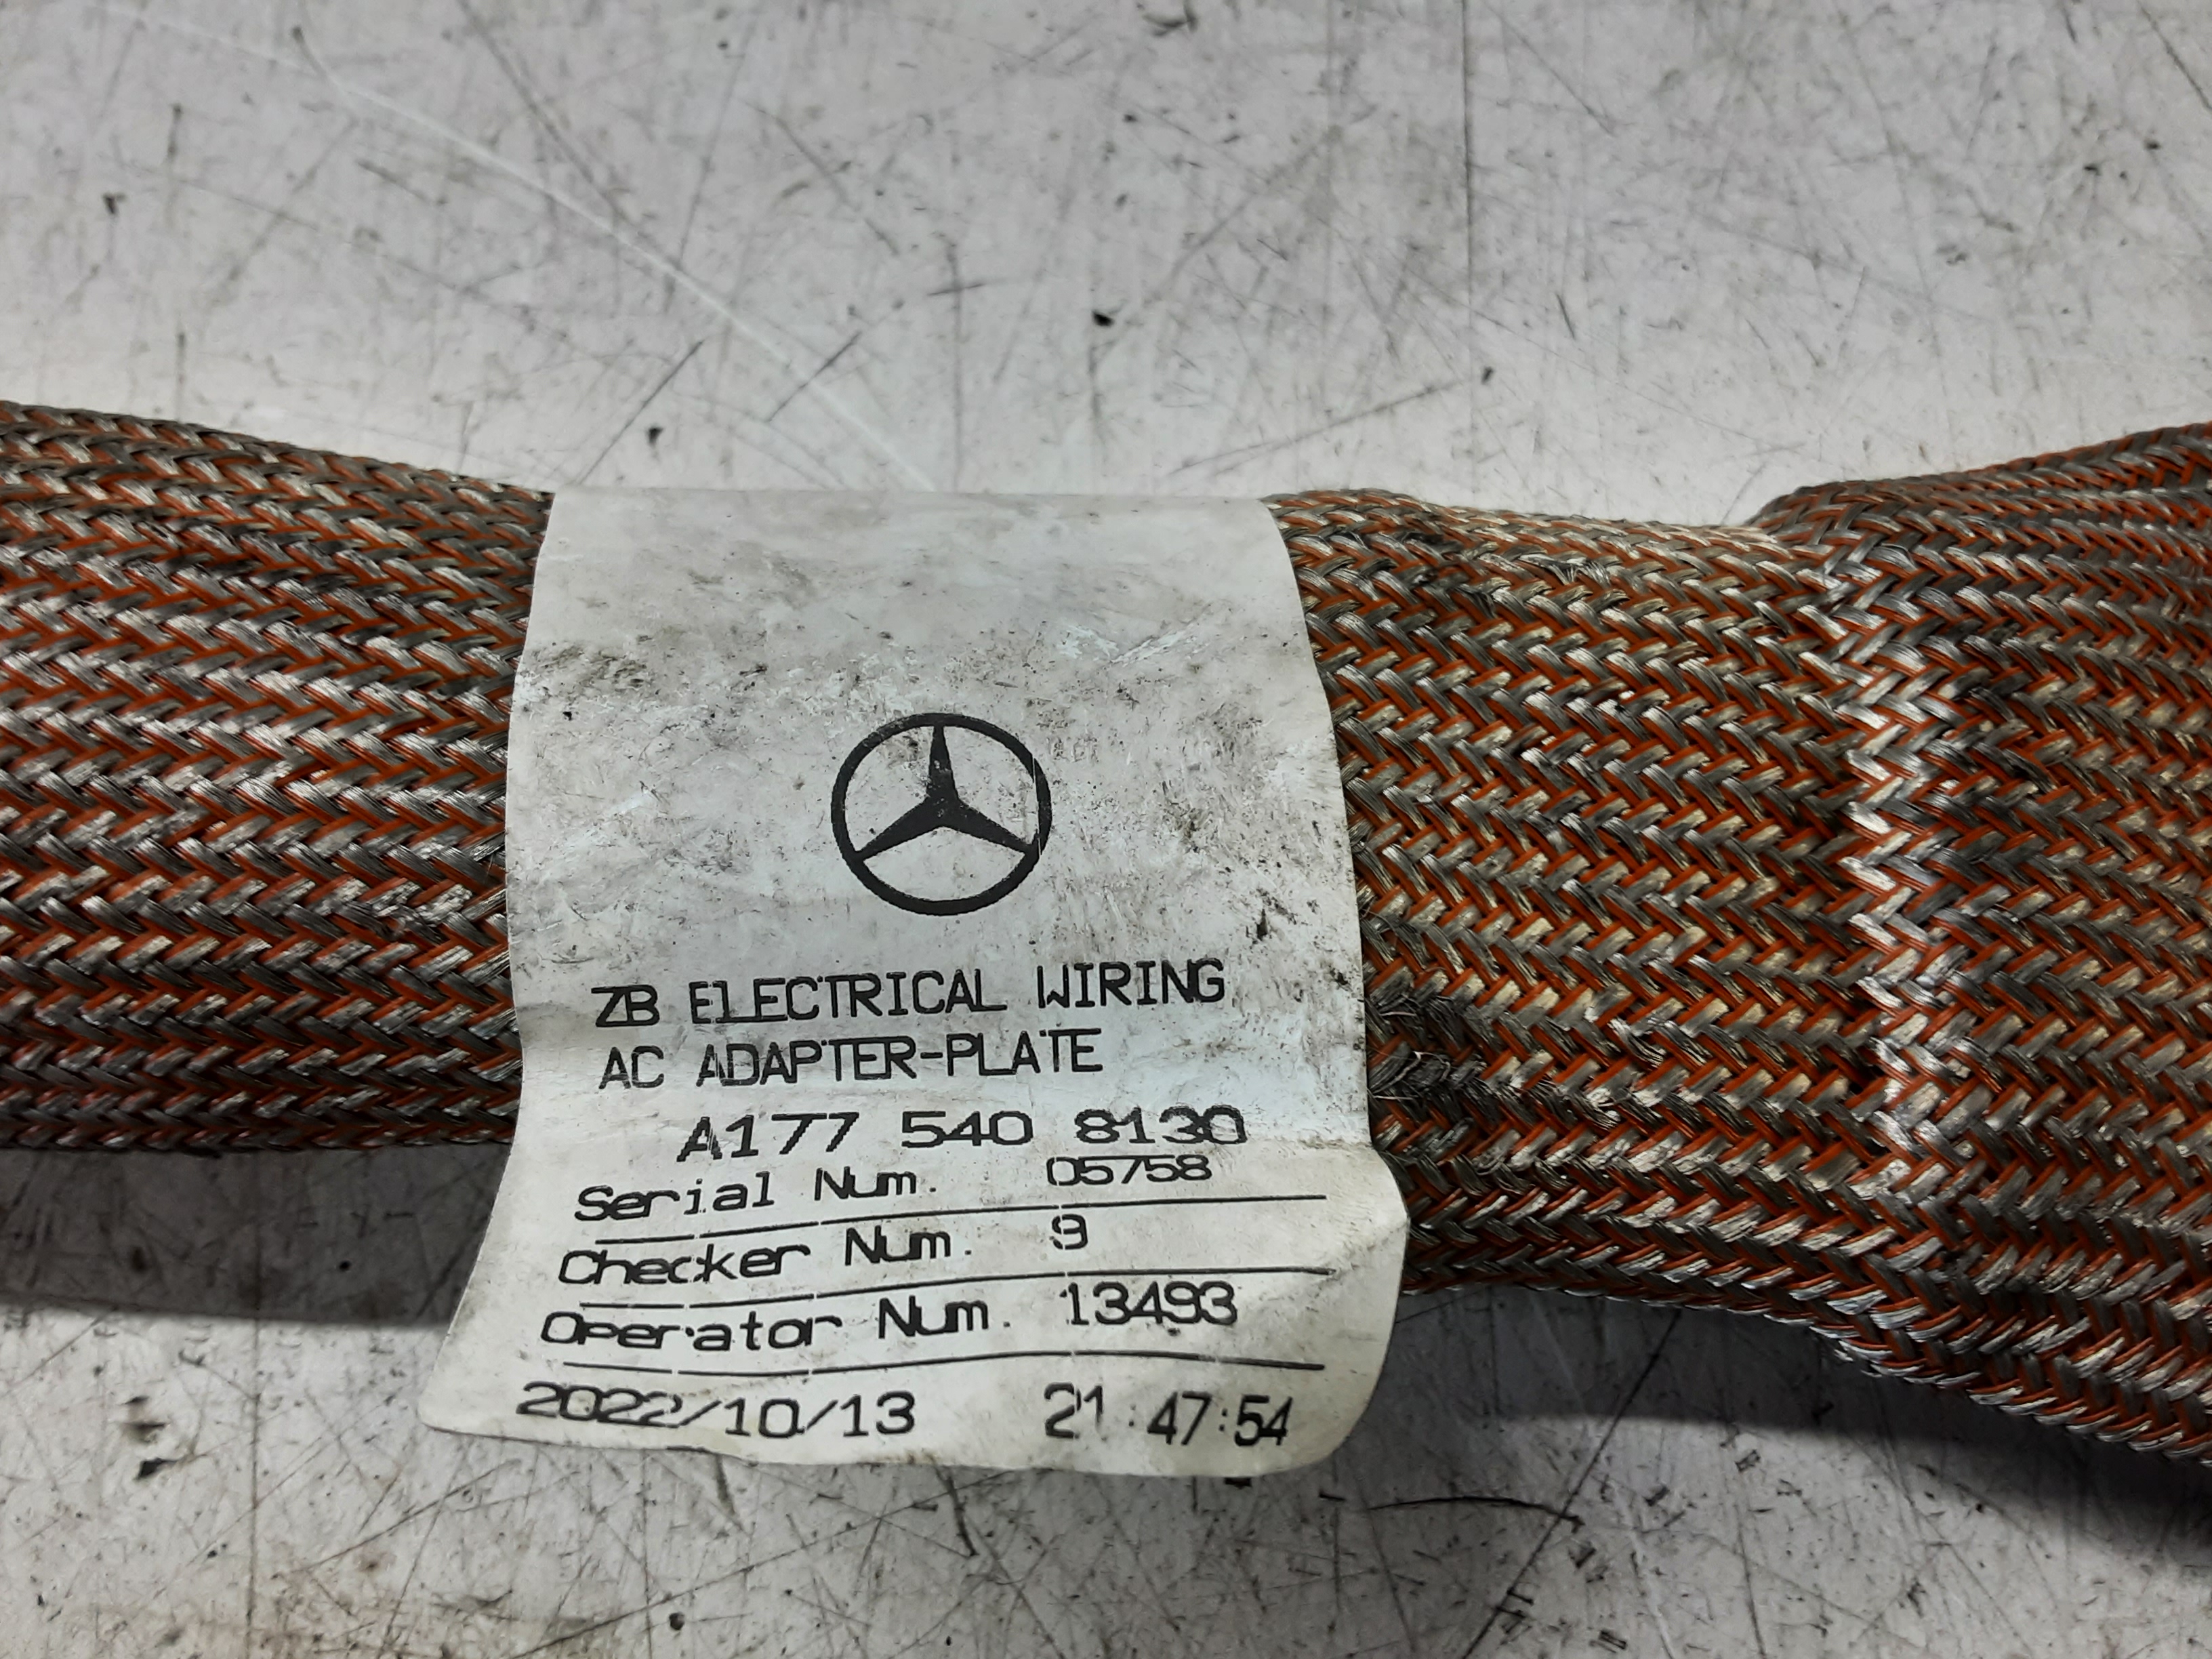 ZB ELECTRICAL WIRING
AC ADAPTER-PLATE
A177 540 8130
Serial Num. 05758
Checker Num. 9
Operator Num. 13493
2022/10/13 21:47:54